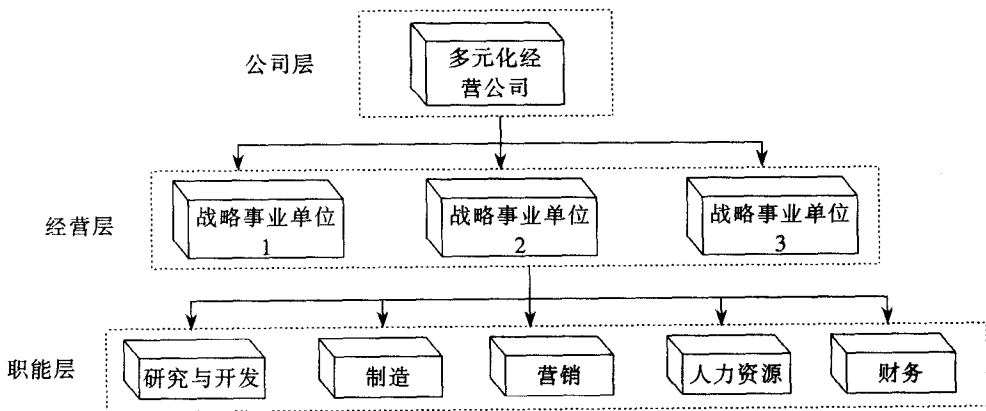 公司层
多元化经
营公司
经营层
战略事业单位
1
战略事业单位
2
战略事业单位
3
职能层
研究与开发
制造
营销
人力资源
财务